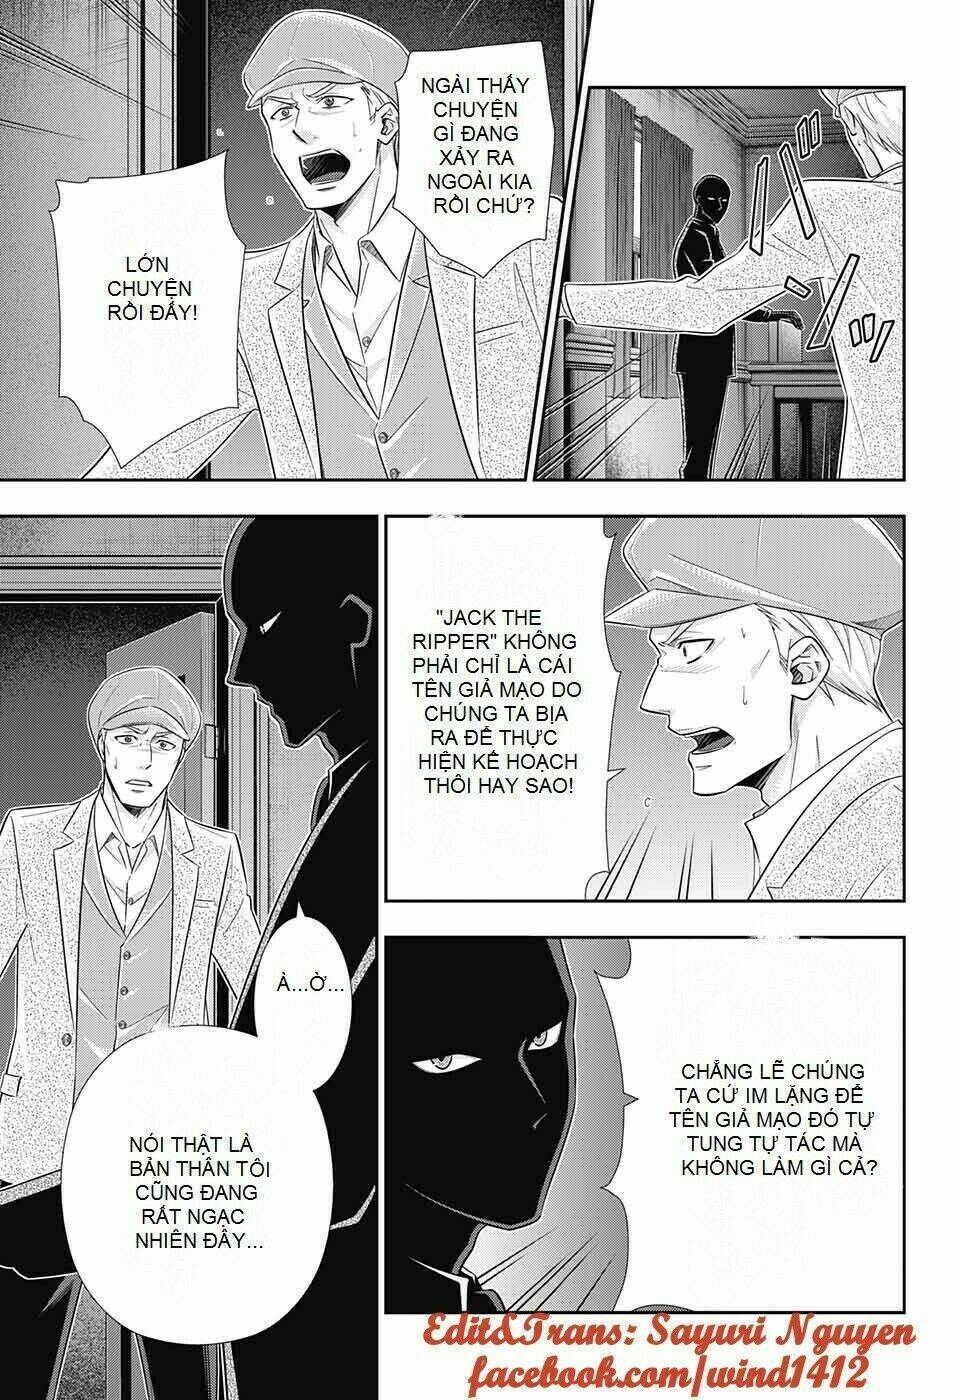 NGÀI THẤY
CHUYỆN
GÌ ĐANG
XẢY RA
NGOÀI KIA
RỒI CHỨ?
LỚN
CHUYỆN
RỒI ĐẤY!
"JACK THE
RIPPER" KHÔNG
PHẢI CHỈ LÀ CÁI
TÊN GIẢ MẠO DO
CHÚNG TA BỊA
RA ĐỂ THỰC
HIỆN KẾ HOẠCH
THÔI HAY SAO!
CHẲNG LẼ CHÚNG
TA CỨ IM LẶNG ĐỂ
TÊN GIẢ MẠO ĐÓ TỰ
TUNG TỰ TÁC MÀ
KHÔNG LÀM GÌ CẢ?
À...Ờ...
NÓI THẬT LÀ
BẢN THÂN TÔI
CŨNG ĐANG
RẤT NGẠC
NHIÊN ĐÂY...
Edit&Trans: Sayuri Nguyen
facebook.com/wind1412